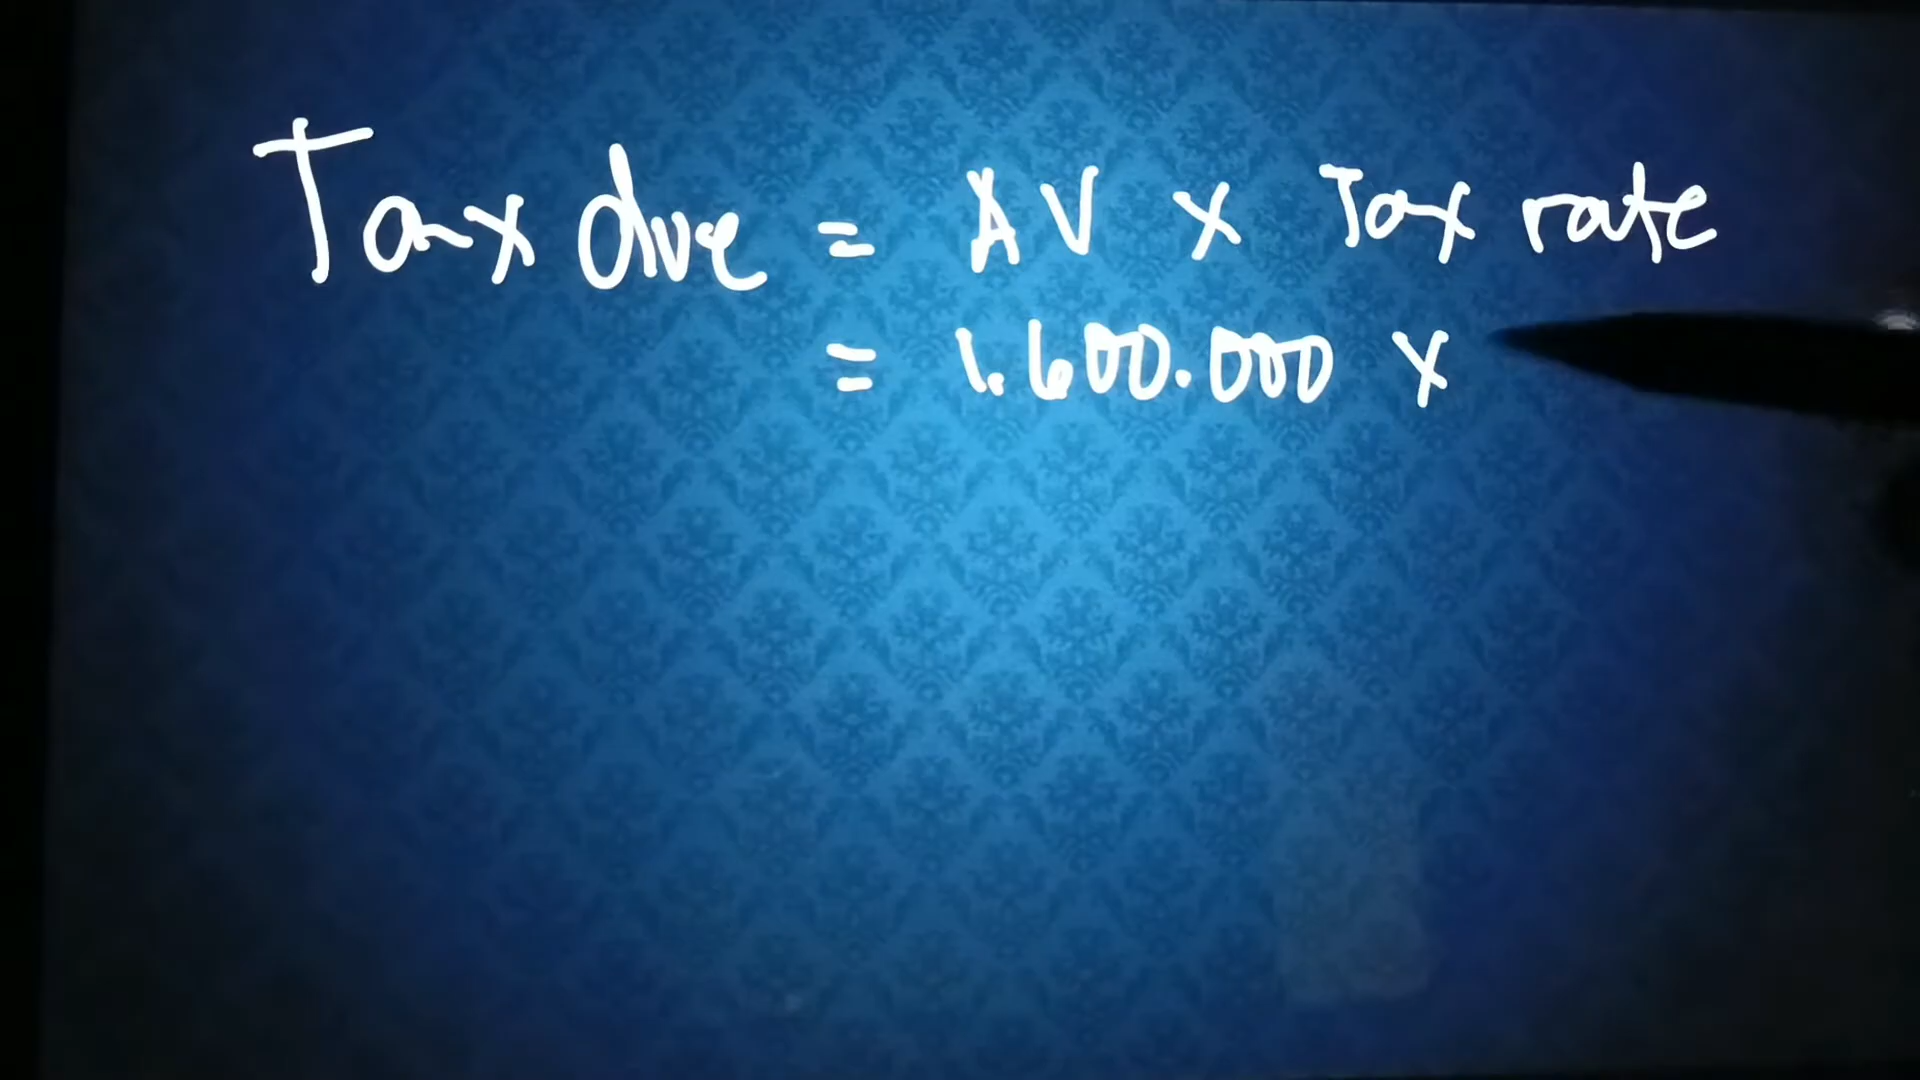 Tax due = AV x Tax rate
= 1.600.000 x